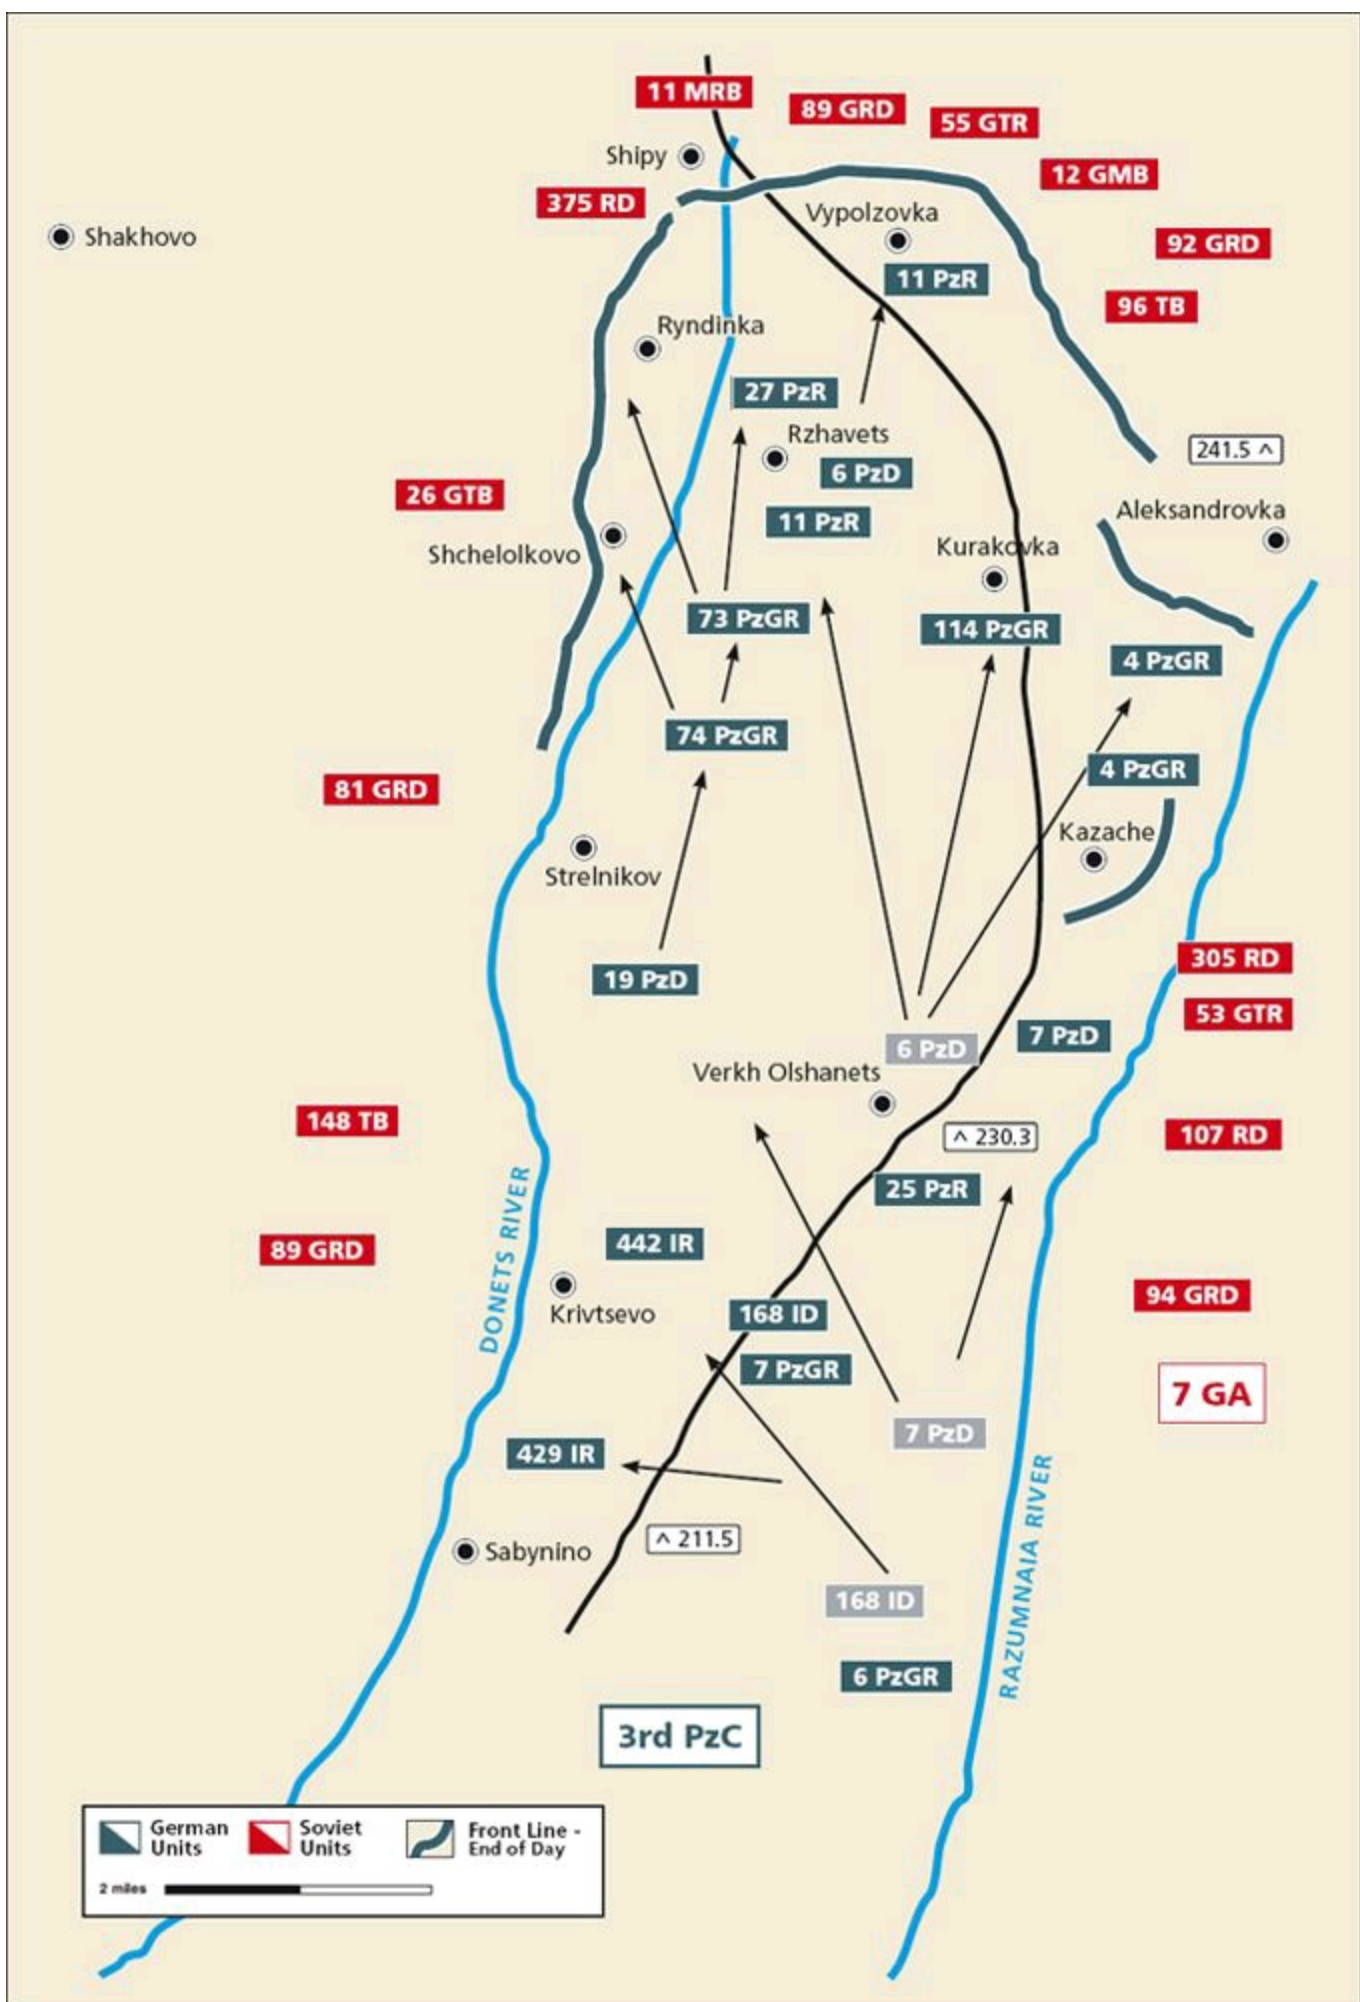 11 MRB
89 GRD
55 GTR
Shipy
12 GMB
375 RD
Vypolzovka
Shakhovo
92 GRD
11 PzR
96 TB
Ryndinka
27 PzR
Rzhavets
241.5 ^
6 PzD
26 GTB
Aleksandrovka
11 PzR
Shchelolkovo
Kurakovka
73 PzGR
114 PzGR
4 PzGR
74 PzGR
4 PzGR
81 GRD
Kazache
Strelnikov
305 RD
19 PzD
53 GTR
7 PzD
6 PzD
Verkh Olshanets
148 TB
^ 230.3
107 RD
25 PzR
DONETS RIVER
442 IR
89 GRD
94 GRD
Krivtsevo
168 ID
7 PzGR
7 GA
7 PzD
429 IR
^ 211.5
Sabynino
RAZUMNAIA RIVER
168 ID
6 PzGR
3rd PzC
German
Units
Soviet
Units
Front Line -
End of Day
2 miles